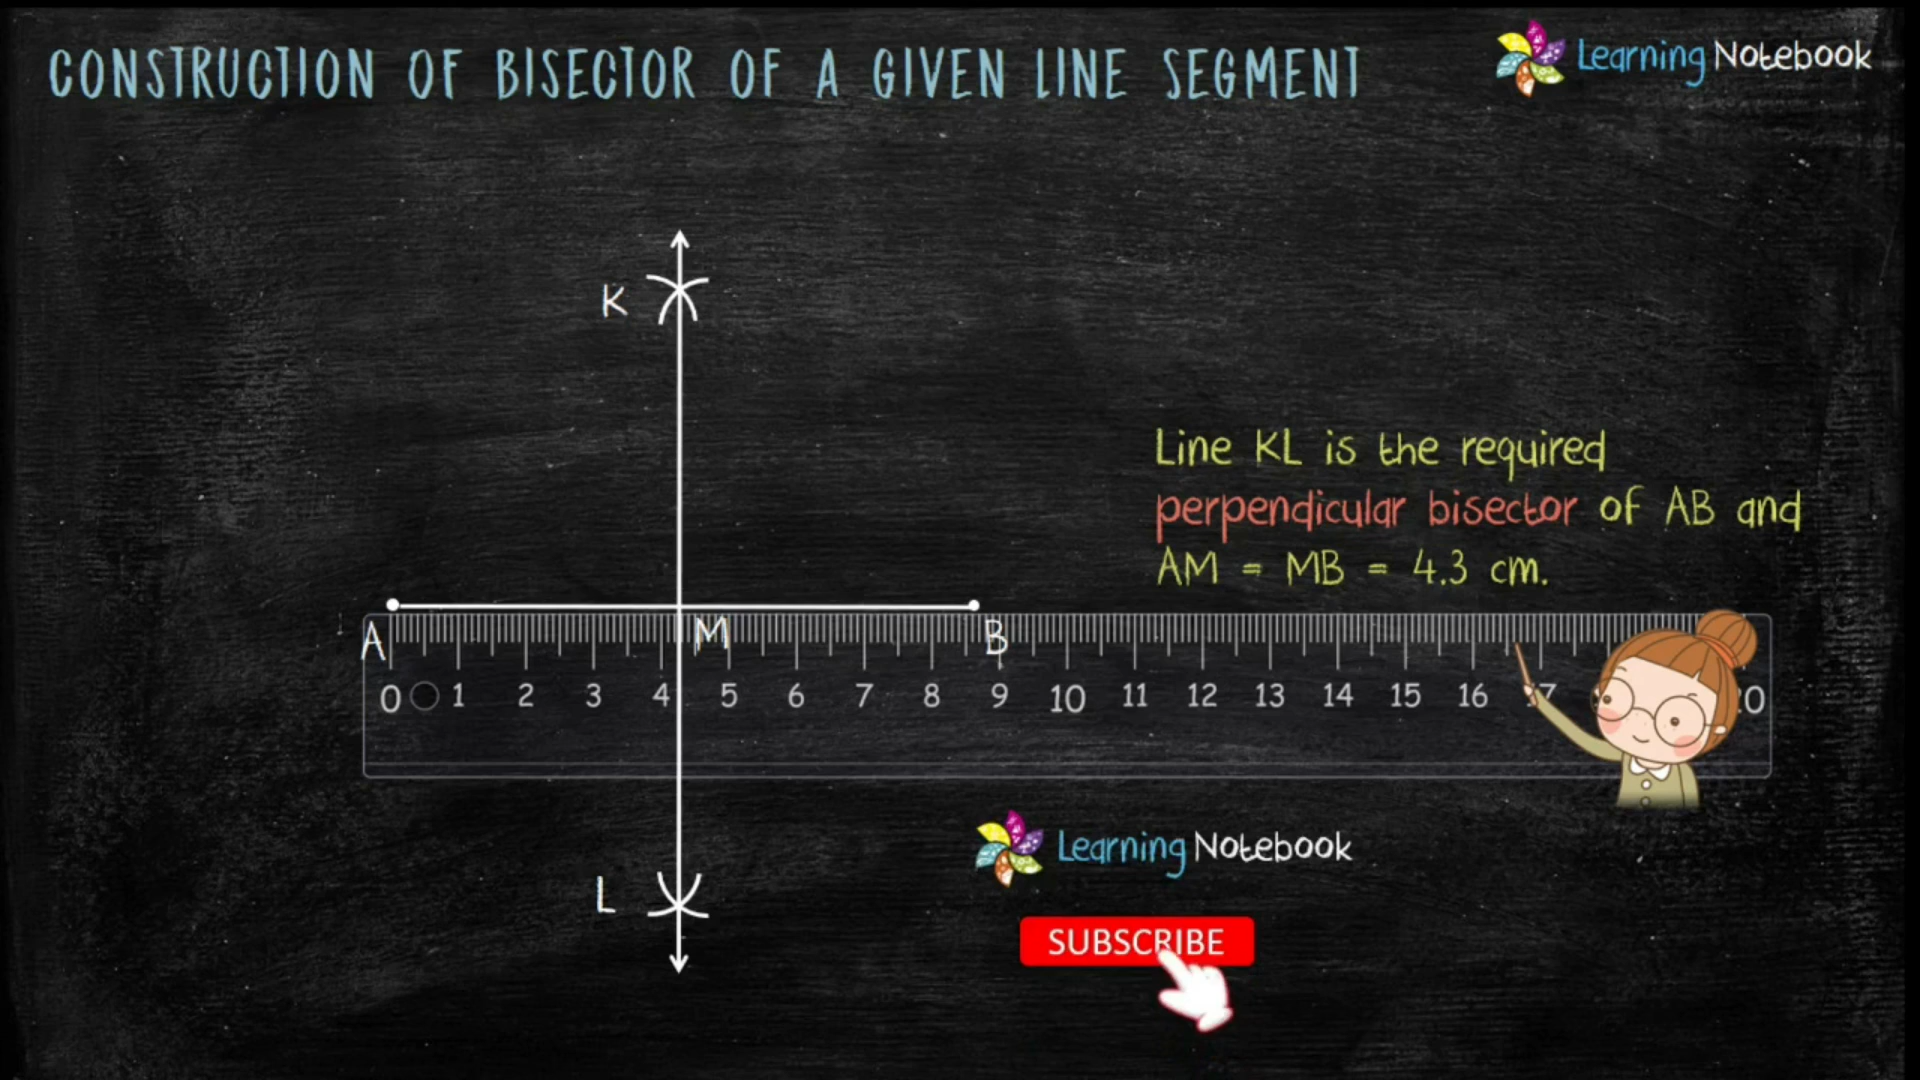 CONSTRUCTION OF BISECTOR OF A GIVEN LINE SEGMENT
Learning Notebook
K
Line KL is the required
perpendicular bisector of AB and
AM = MB = 4.3 cm.
A M B
0 1 2 3 4 5 6 7 8 9 10 11 12 13 14 15 16 17 20
Learning Notebook
L
SUBSCRIBE